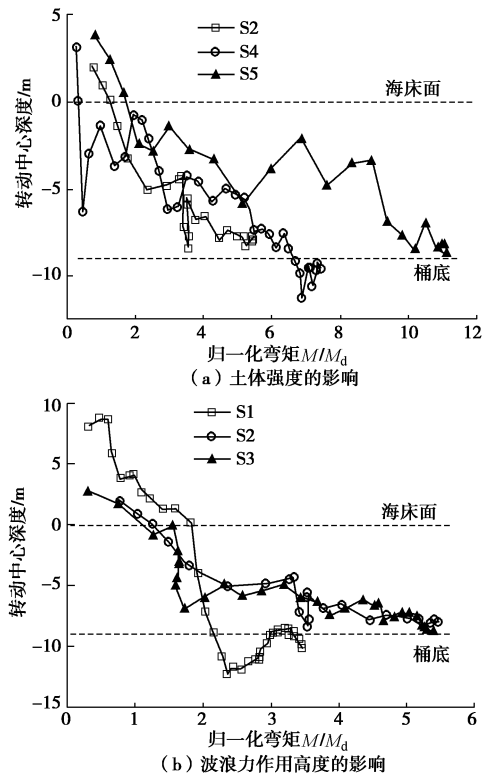 5
S2
S4
S5
海床面
0
转动中心深度/m
−5
桶底
−10
0 2 4 6 8 10 12
归一化弯矩M/Md
(a)土体强度的影响
10
S1
S2
S3
5
海床面
0
转动中心深度/m
−5
桶底
−10
−15
0 1 2 3 4 5 6
归一化弯矩M/Md
(b)波浪力作用高度的影响